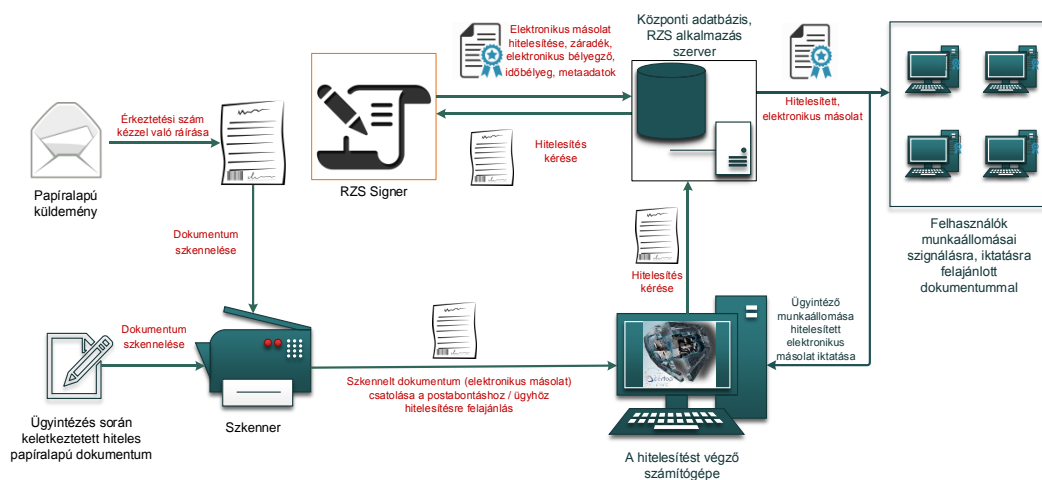 Elektronikus másolat
hitelesítése, záradék,
elektronikus bélyegző,
időbélyeg, metaadatok
Központi adatbázis,
RZS alkalmazás
szerver
Érkeztetési szám
kézzel való ráírása
Hitelesítés
kérése
Hitelesített,
elektronikus másolat
Papíralapú
küldemény
RZS Signer
Felhasználók
munkaállomásai
szignálásra, iktatásra
felajánlott
dokumentummal
Dokumentum
szkennelése
Hitelesítés
kérése
Ügyintéző
munkaállomása
hitelesített
elektronikus
másolat iktatása
Dokumentum
szkennelése
Szkennelt dokumentum (elektronikus másolat)
csatolása a postabontáshoz / ügyhöz
hitelesítésre felajánlás
Ügyintézés során
keletkeztetett hiteles
papíralapú dokumentum
Szkenner
A hitelesítést végző
számítógépe